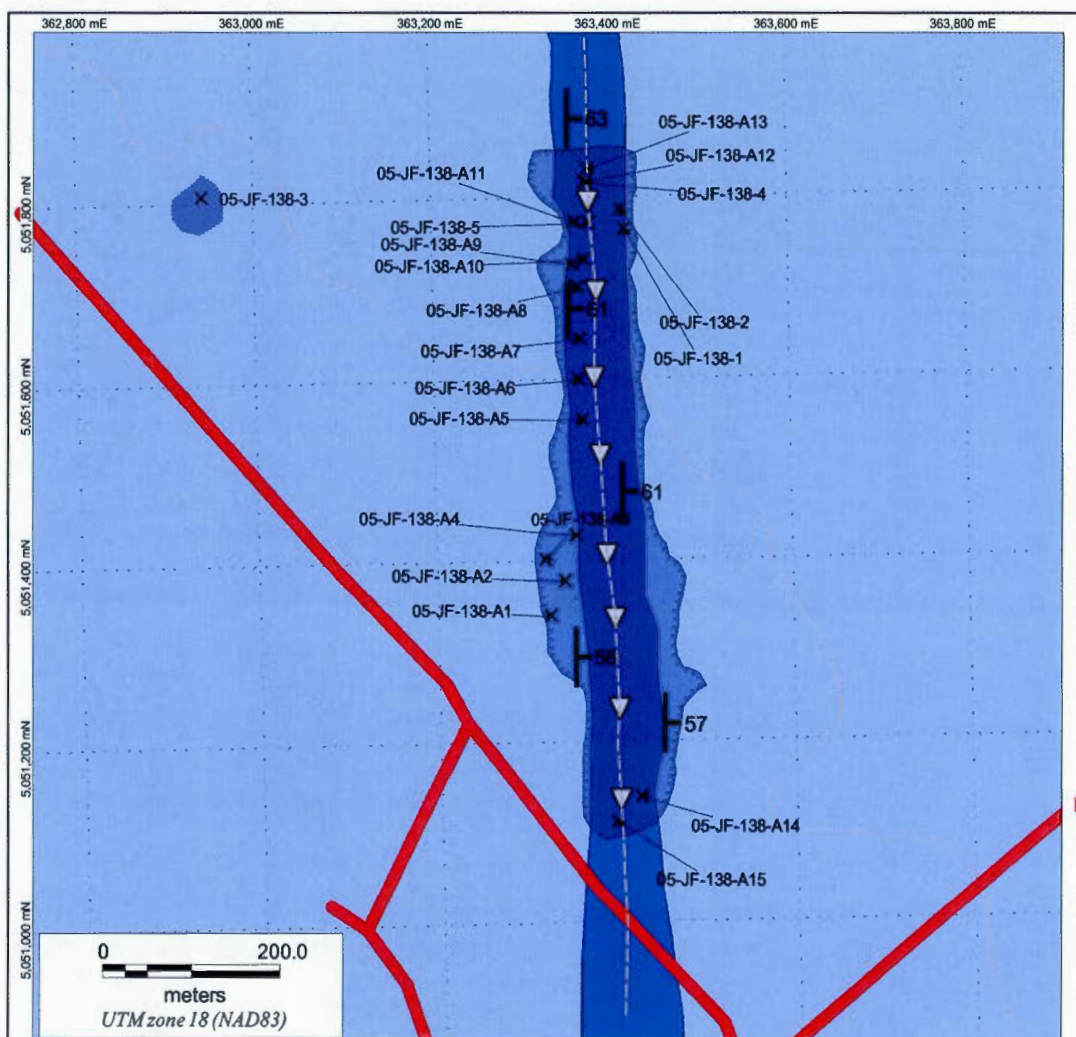 362,800 mE
363,000 mE
363,200 mE
363,400 mE
363,600 mE
363,800 mE
63
05-JF-138-A13
05-JF-138-A12
05-JF-138-A11
05-JF-138-4
05-JF-138-3
5,051,800 mN
05-JF-138-5
05-JF-138-A9
05-JF-138-A10
05-JF-138-A8
61
05-JF-138-2
05-JF-138-A7
05-JF-138-1
05-JF-138-A6
5,051,600 mN
05-JF-138-A5
61
05-JF-138-A4
5,051,400 mN
05-JF-138-A2
05-JF-138-A1
57
5,051,200 mN
05-JF-138-A14
05-JF-138-A15
5,051,000 mN
0
200.0
meters
UTM zone 18 (NAD83)